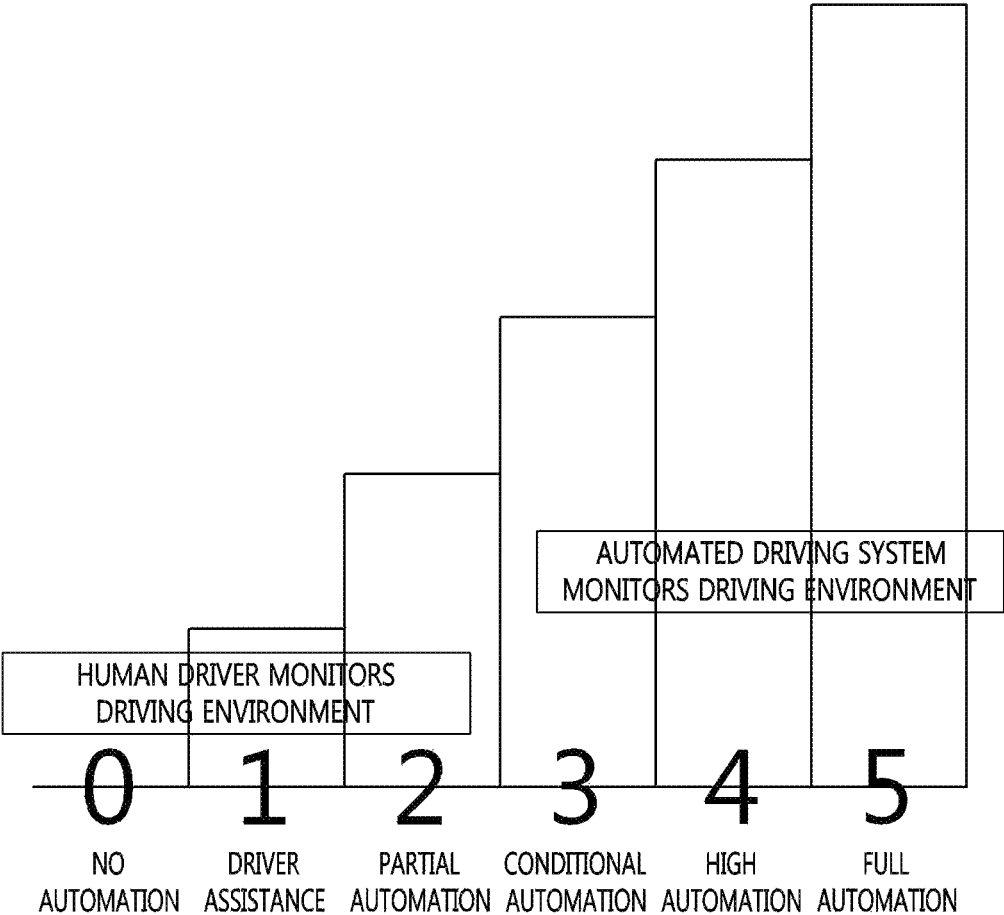 AUTOMATED DRIVING SYSTEM
MONITORS DRIVING ENVIRONMENT
HUMAN DRIVER MONITORS
DRIVING ENVIRONMENT
0 1 2 3 4 5
NO DRIVER PARTIAL CONDITIONAL HIGH FULL
AUTOMATION ASSISTANCE AUTOMATION AUTOMATION AUTOMATION AUTOMATION